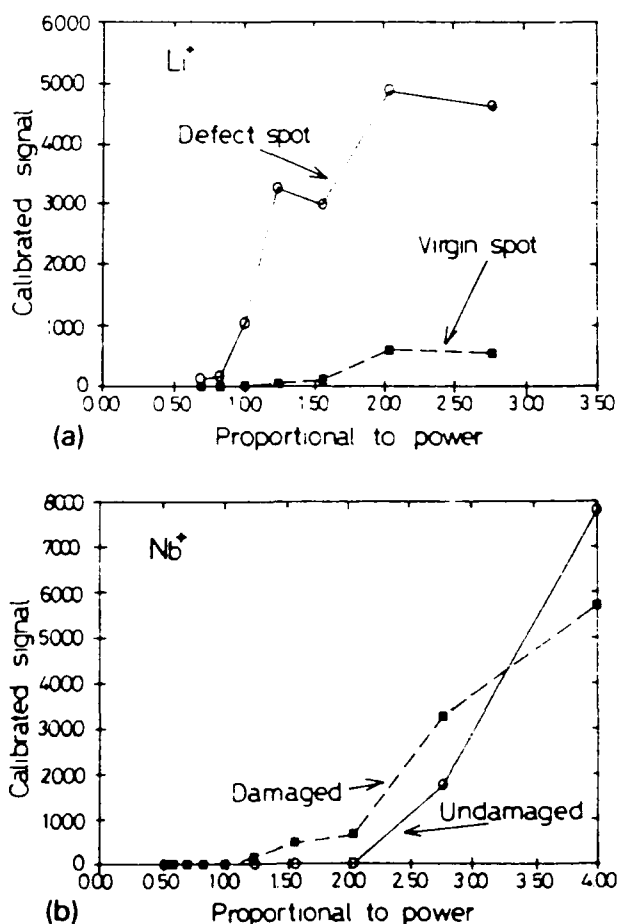 6000
Li⁺
5000
Defect spot
4000
3000
Virgin spot
2000
1000
0
0.00 0.50 1.00 1.50 2.00 2.50 3.00 3.50
(a) Proportional to power
Calibrated signal
8000
Nb⁺
7000
6000
5000
4000
3000
2000
Damaged
Undamaged
1000
0
0.00 0.50 1.00 1.50 2.00 2.50 3.00 4.00
(b) Proportional to power
Calibrated signal